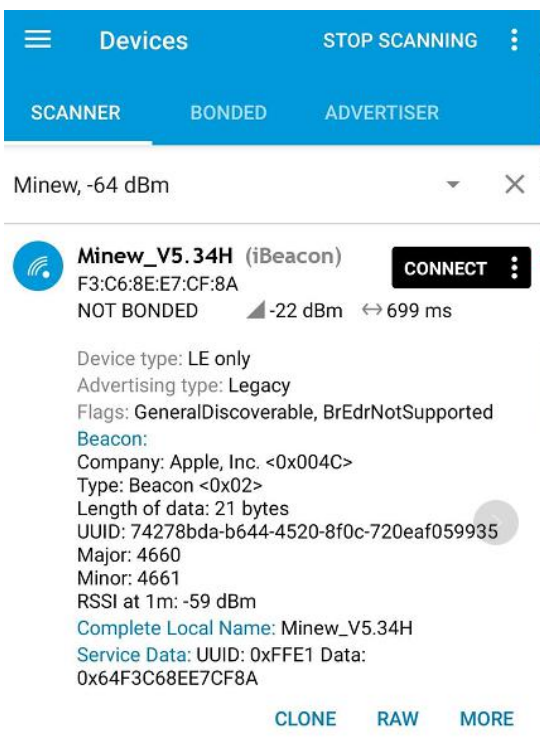 Devices STOP SCANNING
SCANNER BONDED ADVERTISER
Minew, -64 dBm
Minew_V5.34H (iBeacon)
CONNECT
F3:C6:8E:E7:CF:8A
NOT BONDED -22 dBm 699 ms
Device type: LE only
Advertising type: Legacy
Flags: GeneralDiscoverable, BrEdrNotSupported
Beacon:
Company: Apple, Inc. <0x004C>
Type: Beacon <0x02>
Length of data: 21 bytes
UUID: 74278bda-b644-4520-8f0c-720eaf059935
Major: 4660
Minor: 4661
RSSI at 1m: -59 dBm
Complete Local Name: Minew_V5.34H
Service Data: UUID: 0xFFE1 Data:
0x64F3C68EE7CF8A
CLONE RAW MORE